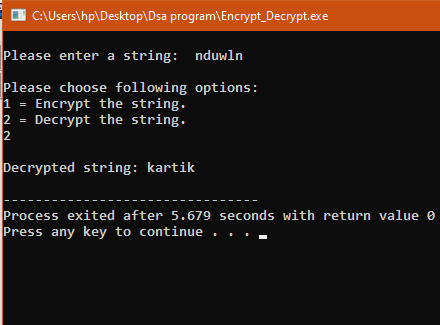 C:\Users\hp\Desktop\Dsa program\Encrypt_Decrypt.exe
Please enter a string:  nduwln
Please choose following options:
1 = Encrypt the string.
2 = Decrypt the string.
2
Decrypted string: kartik
--------------------------------
Process exited after 5.679 seconds with return value 0
Press any key to continue . . .